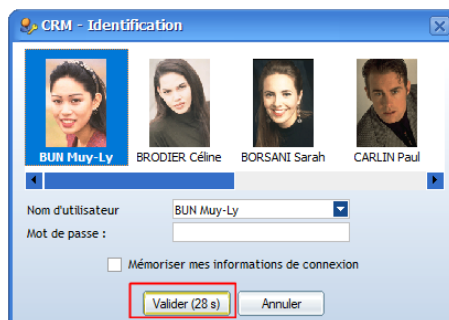 CRM - Identification
BUN Muy-Ly BRODIER Céline BORSANI Sarah CARLIN Paul
Nom d'utilisateur BUN Muy-Ly
Mot de passe :
Mémoriser mes informations de connexion
Valider (28 s) Annuler